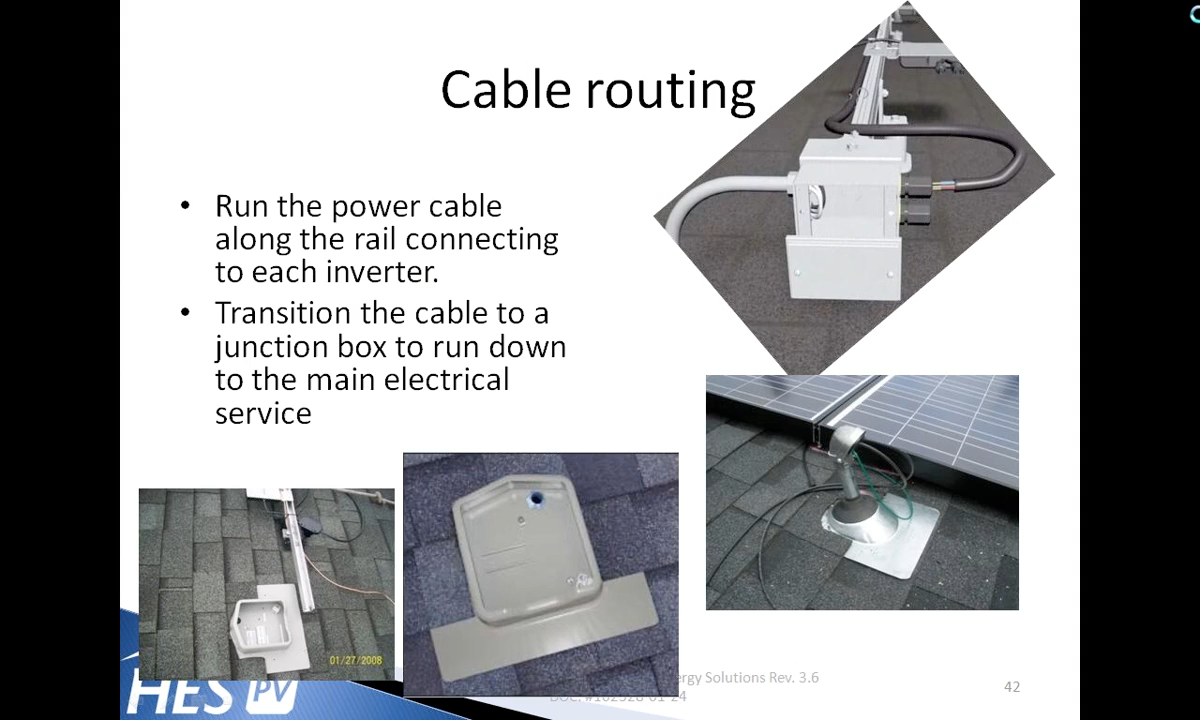 Cable routing
• Run the power cable
along the rail connecting
to each inverter.
• Transition the cable to a
junction box to run down
to the main electrical
service
01/27/2008
HES PV
Solutions Rev. 3.6
42